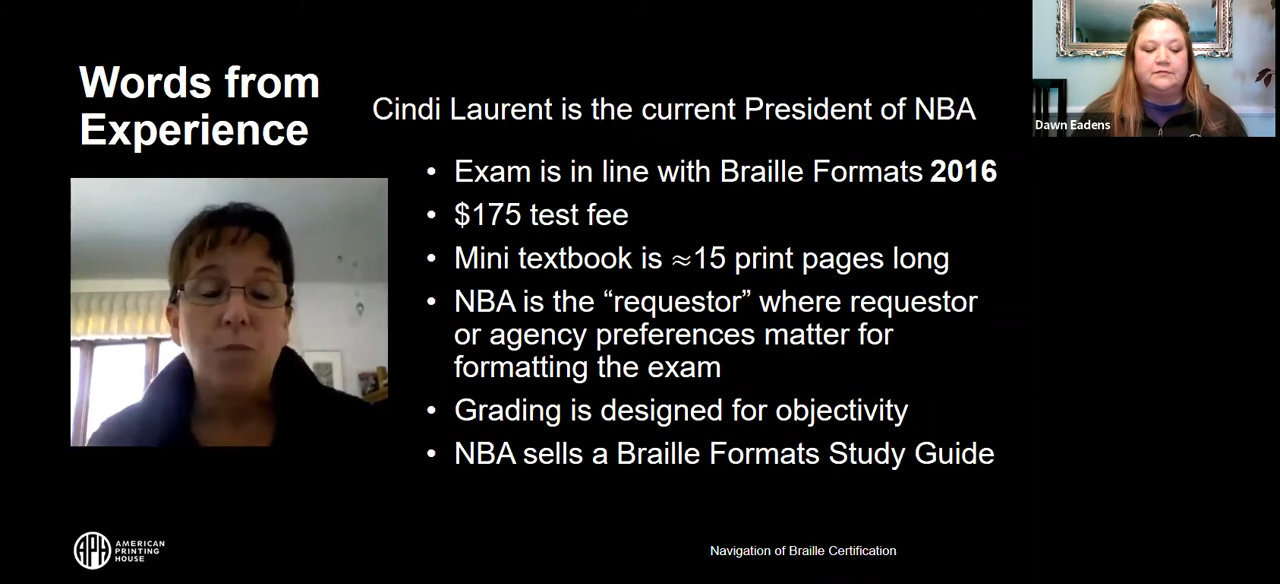 Words from
Experience
Cindi Laurent is the current President of NBA
• Exam is in line with Braille Formats 2016
• $175 test fee
• Mini textbook is ≈15 print pages long
• NBA is the “requestor” where requestor
or agency preferences matter for
formatting the exam
• Grading is designed for objectivity
• NBA sells a Braille Formats Study Guide
Dawn Eadens
APH
AMERICAN
PRINTING
HOUSE
Navigation of Braille Certification